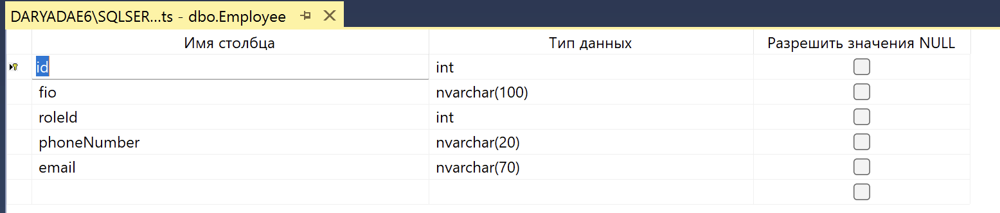 DARYADAE6\SQLSER...ts - dbo.Employee
Имя столбца Тип данных Разрешить значения NULL
id int
fio nvarchar(100)
roleId int
phoneNumber nvarchar(20)
email nvarchar(70)